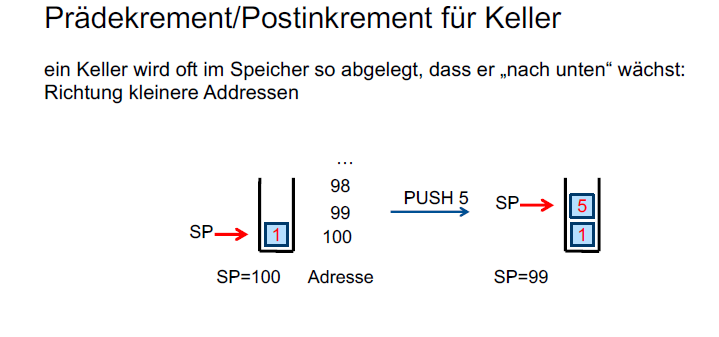 Prädekrement/Postinkrement für Keller
ein Keller wird oft im Speicher so abgelegt, dass er „nach unten“ wächst:
Richtung kleinere Addressen
...
98
99
100
SP
1
PUSH 5
SP
5
1
SP=100
Adresse
SP=99